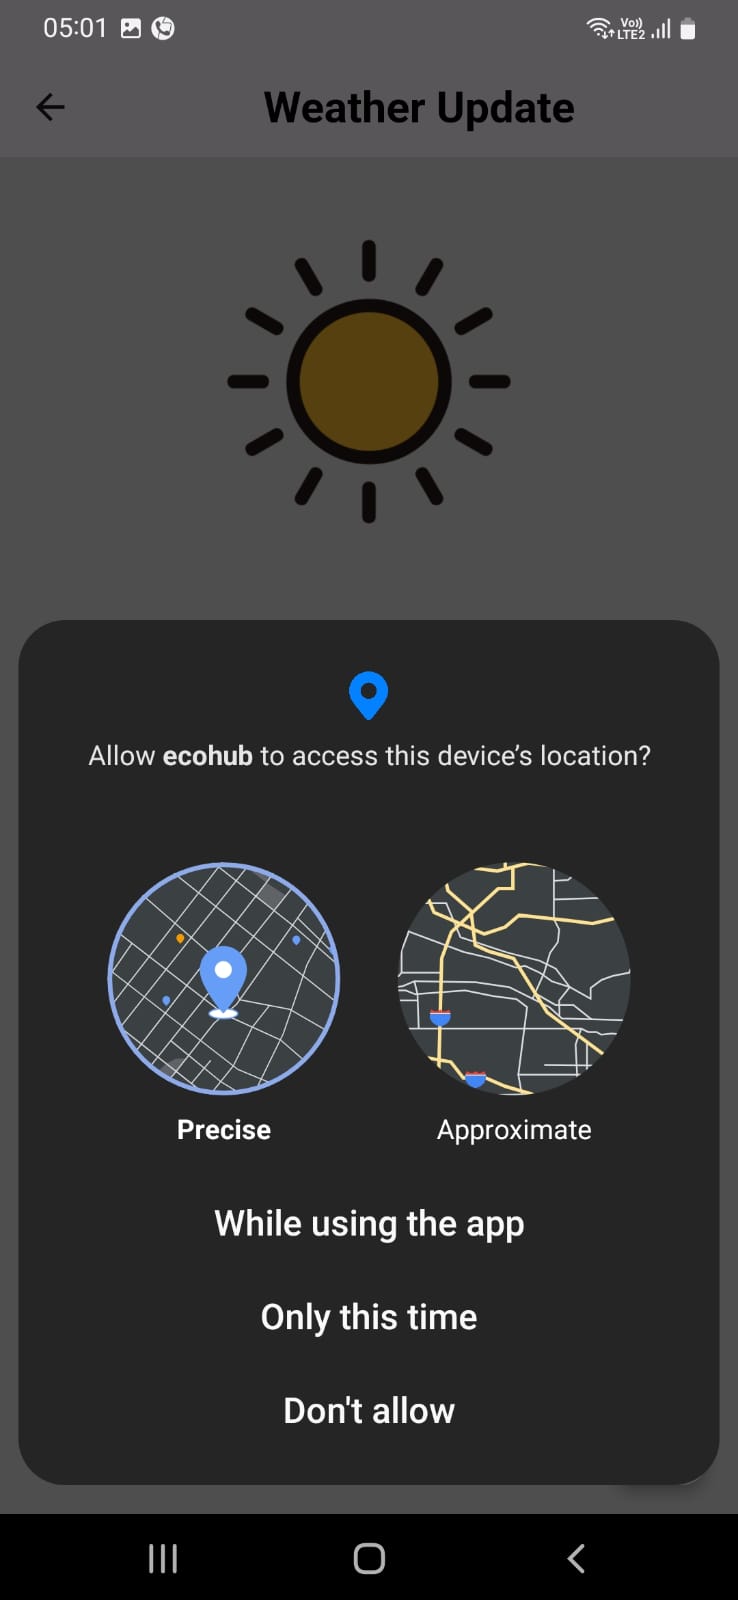 05:01
Vo))
LTE2
Weather Update
Allow ecohub to access this device’s location?
Precise
Approximate
While using the app
Only this time
Don't allow